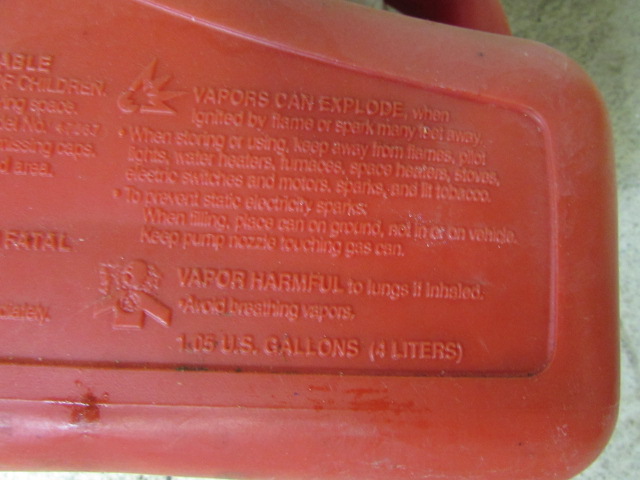 ABLE
OF CHILDREN.
space.
No.
missing caps.
area.
FATAL
VAPORS CAN EXPLODE, when
ignited by flame or spark many feet away.
•When storing or using, keep away from flames, pilot
lights, water heaters, furnaces, space heaters, stoves,
electric switches and motors, sparks, and lit tobacco.
•To prevent static electricity sparks:
When filling, place can on ground, not in or on vehicle.
Keep pump nozzle touching gas can.
VAPOR HARMFUL to lungs if inhaled.
•Avoid breathing vapors.
1.05 U.S. GALLONS (4 LITERS)